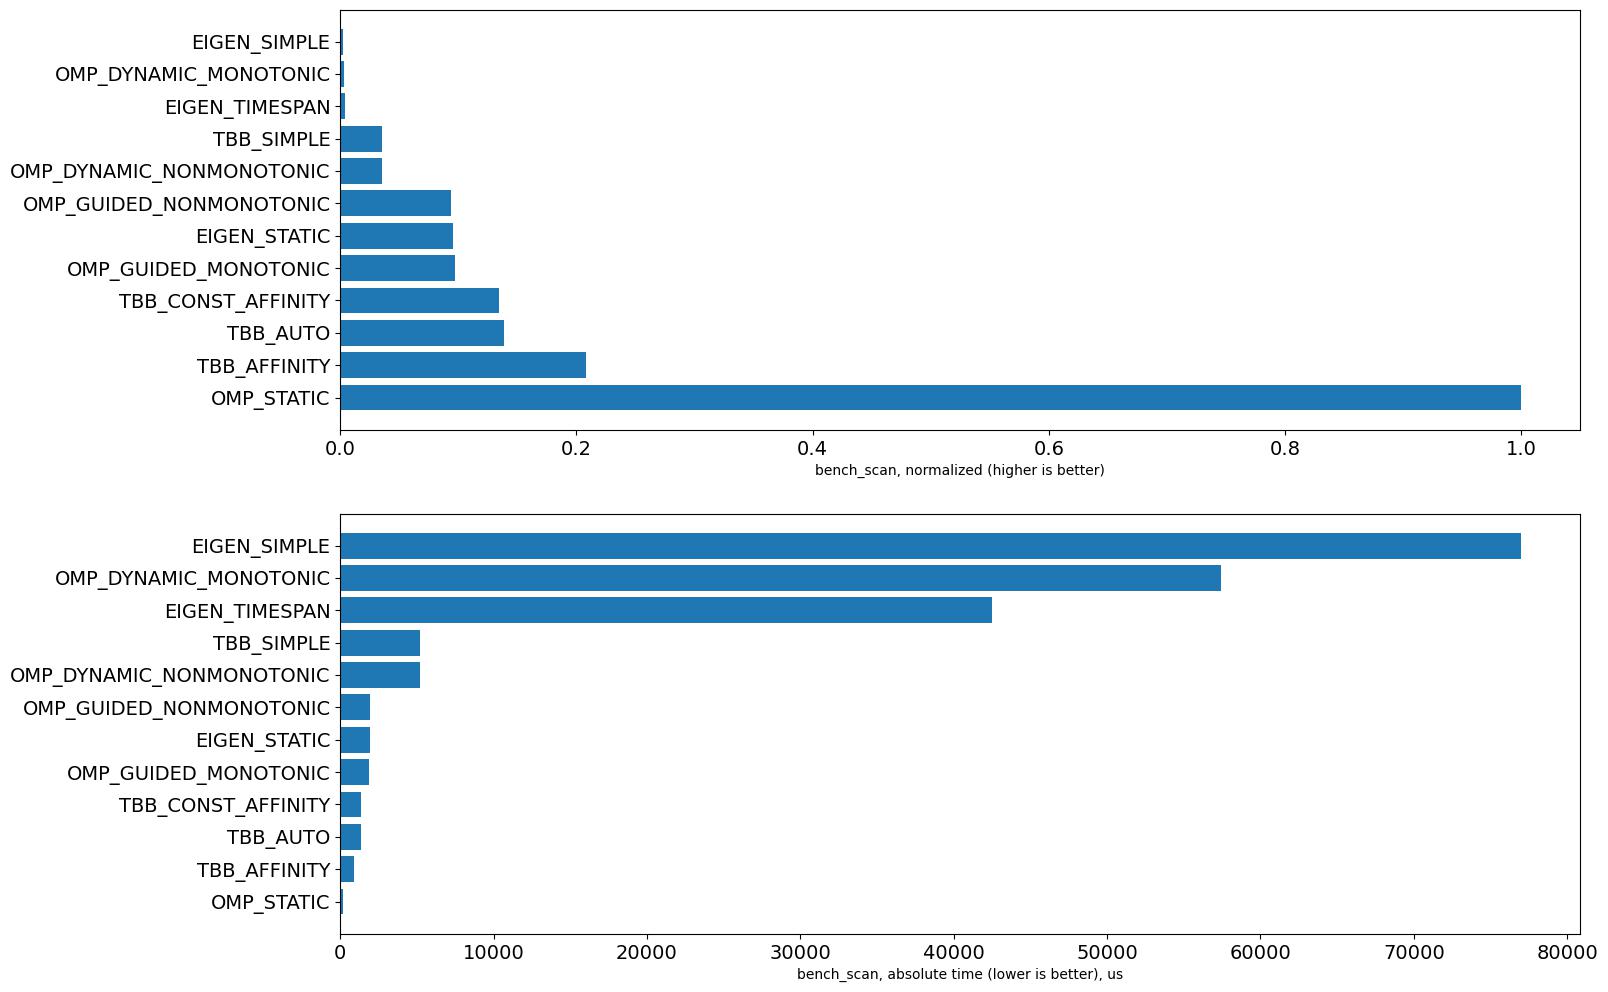 EIGEN_SIMPLE
OMP_DYNAMIC_MONOTONIC
EIGEN_TIMESPAN
TBB_SIMPLE
OMP_DYNAMIC_NONMONOTONIC
OMP_GUIDED_NONMONOTONIC
EIGEN_STATIC
OMP_GUIDED_MONOTONIC
TBB_CONST_AFFINITY
TBB_AUTO
TBB_AFFINITY
OMP_STATIC
0.0 0.2 0.4 0.6 0.8 1.0
bench_scan, normalized (higher is better)
EIGEN_SIMPLE
OMP_DYNAMIC_MONOTONIC
EIGEN_TIMESPAN
TBB_SIMPLE
OMP_DYNAMIC_NONMONOTONIC
OMP_GUIDED_NONMONOTONIC
EIGEN_STATIC
OMP_GUIDED_MONOTONIC
TBB_CONST_AFFINITY
TBB_AUTO
TBB_AFFINITY
OMP_STATIC
0 10000 20000 30000 40000 50000 60000 70000 80000
bench_scan, absolute time (lower is better), us